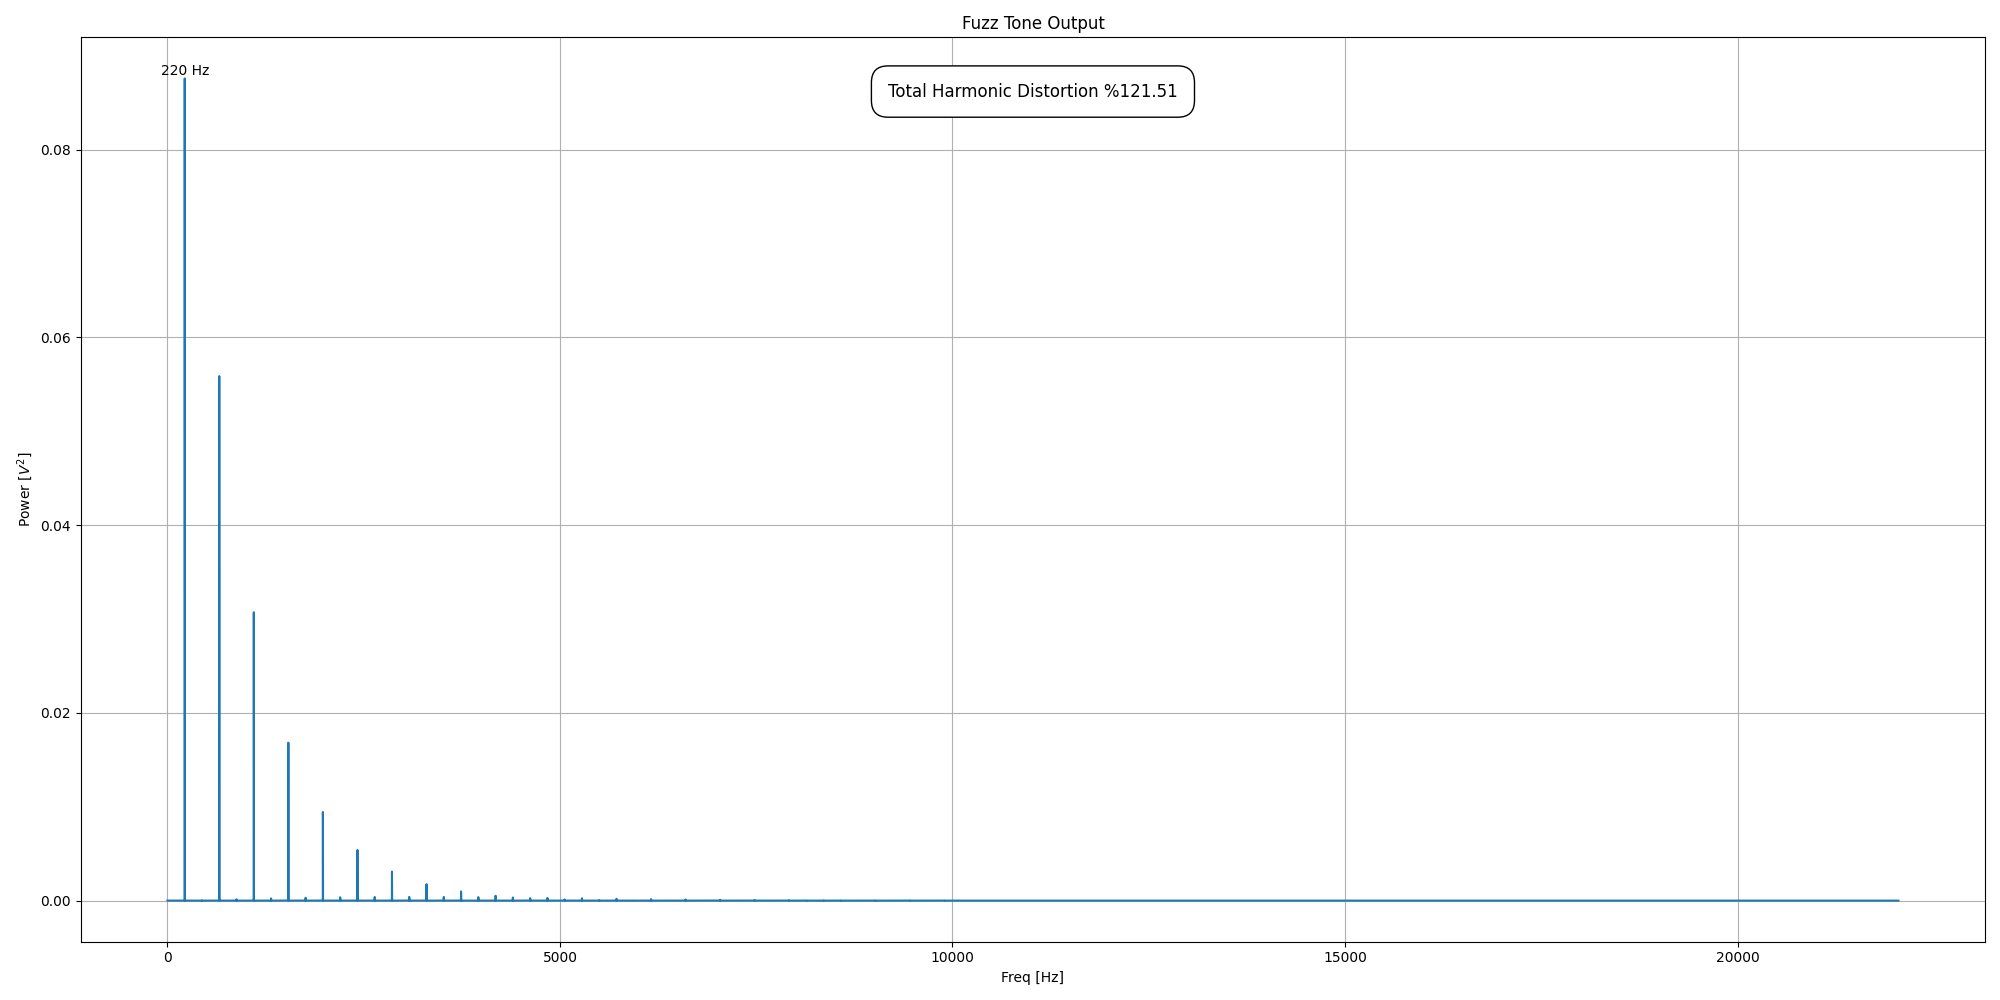 Fuzz Tone Output
220 Hz
Total Harmonic Distortion %121.51
0.08
0.06
0.04
0.02
0.00
Power [V²]
0
5000
10000
15000
20000
Freq [Hz]